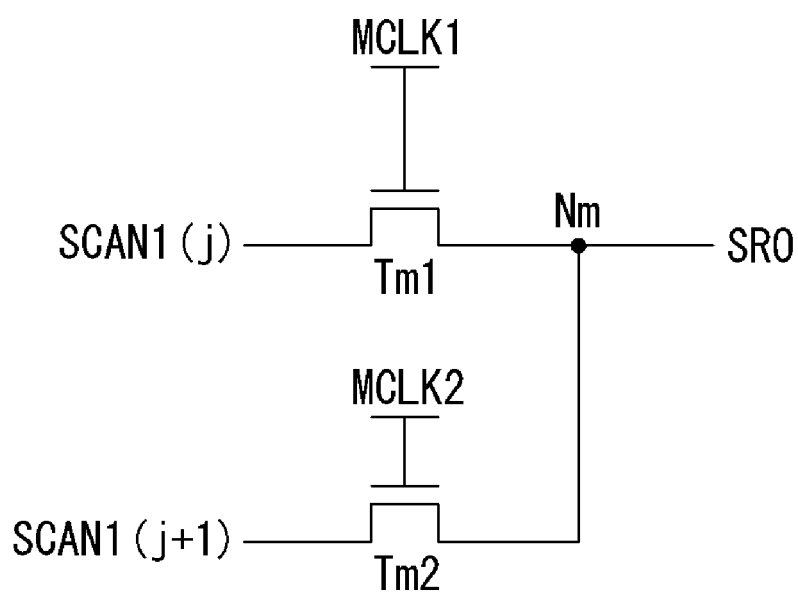 MCLK1
Nm
SCAN1(j)
SRO
Tm1
MCLK2
SCAN1(j+1)
Tm2